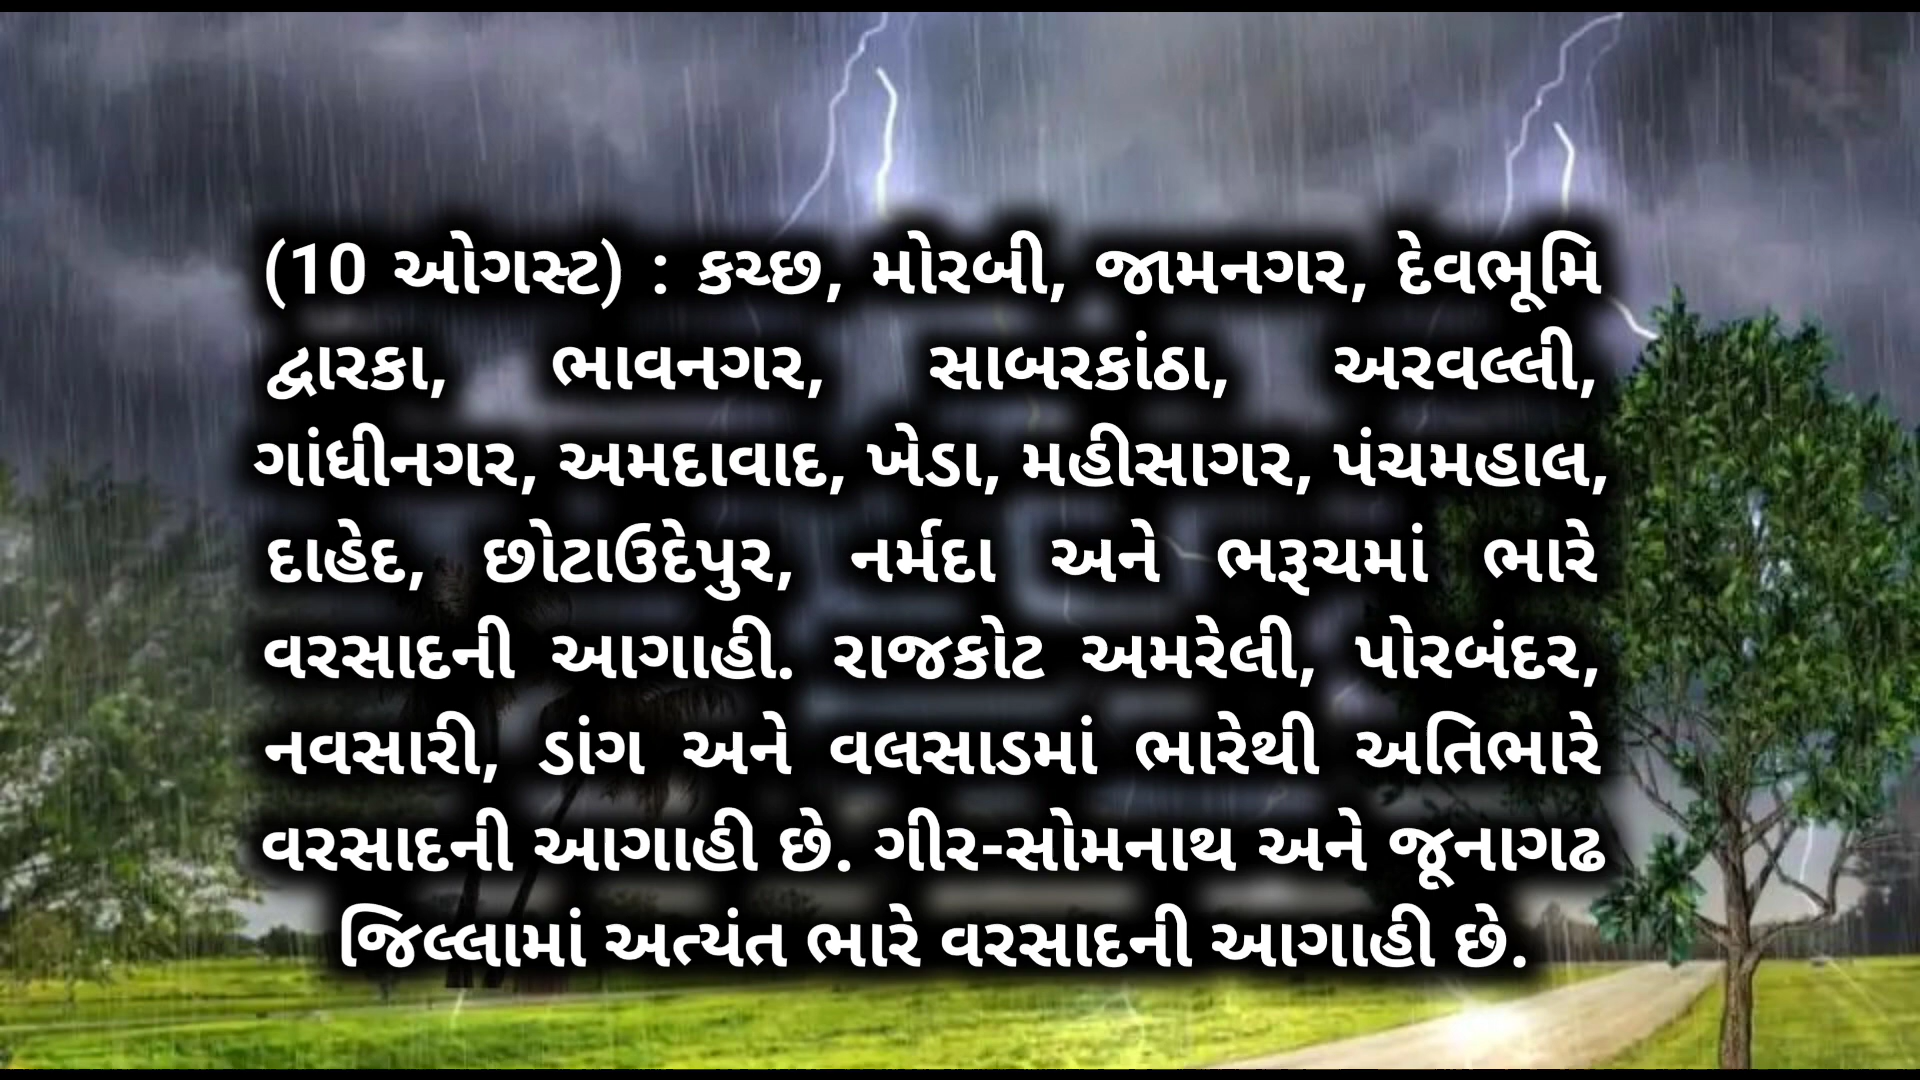 (10 ઓગસ્ટ) : કચ્છ, મોરબી, જામનગર, દેવભૂમિ
દ્વારકા, ભાવનગર, સાબરકાંઠા, અરવલ્લી,
ગાંધીનગર, અમદાવાદ, ખેડા, મહીસાગર, પંચમહાલ,
દાહેદ, છોટાઉદેપુર, નર્મદા અને ભરૂચમાં ભારે
વરસાદની આગાહી. રાજકોટ અમરેલી, પોરબંદર,
નવસારી, ડાંગ અને વલસાડમાં ભારેથી અતિભારે
વરસાદની આગાહી છે. ગીર-સોમનાથ અને જૂનાગઢ
જિલ્લામાં અત્યંત ભારે વરસાદની આગાહી છે.